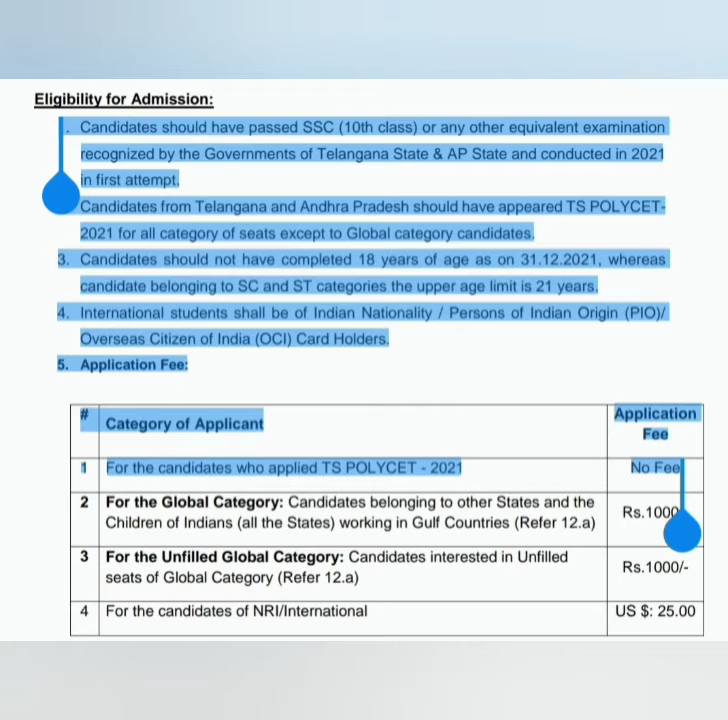 Eligibility for Admission:
. Candidates should have passed SSC (10th class) or any other equivalent examination
recognized by the Governments of Telangana State & AP State and conducted in 2021
in first attempt.
Candidates from Telangana and Andhra Pradesh should have appeared TS POLYCET-
2021 for all category of seats except to Global category candidates.
3. Candidates should not have completed 18 years of age as on 31.12.2021, whereas
candidate belonging to SC and ST categories the upper age limit is 21 years.
4. International students shall be of Indian Nationality / Persons of Indian Origin (PIO)/
Overseas Citizen of India (OCI) Card Holders.
5. Application Fee:
# Category of Applicant Application
Fee
1 For the candidates who applied TS POLYCET - 2021 No Fee
2 For the Global Category: Candidates belonging to other States and the
Children of Indians (all the States) working in Gulf Countries (Refer 12.a) Rs.1000
3 For the Unfilled Global Category: Candidates interested in Unfilled
seats of Global Category (Refer 12.a) Rs.1000/-
4 For the candidates of NRI/International US $: 25.00